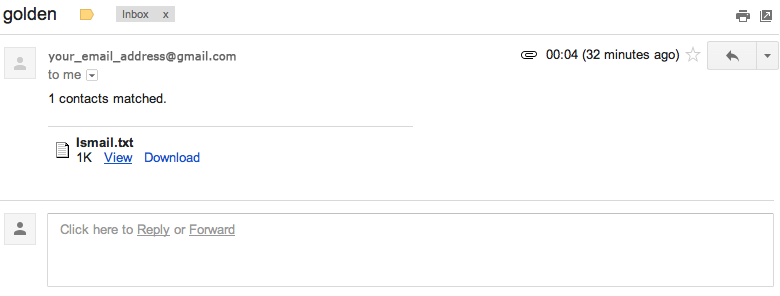 golden
Inbox x
your_email_address@gmail.com
00:04 (32 minutes ago)
to me
1 contacts matched.
Ismail.txt
1K View Download
Click here to Reply or Forward